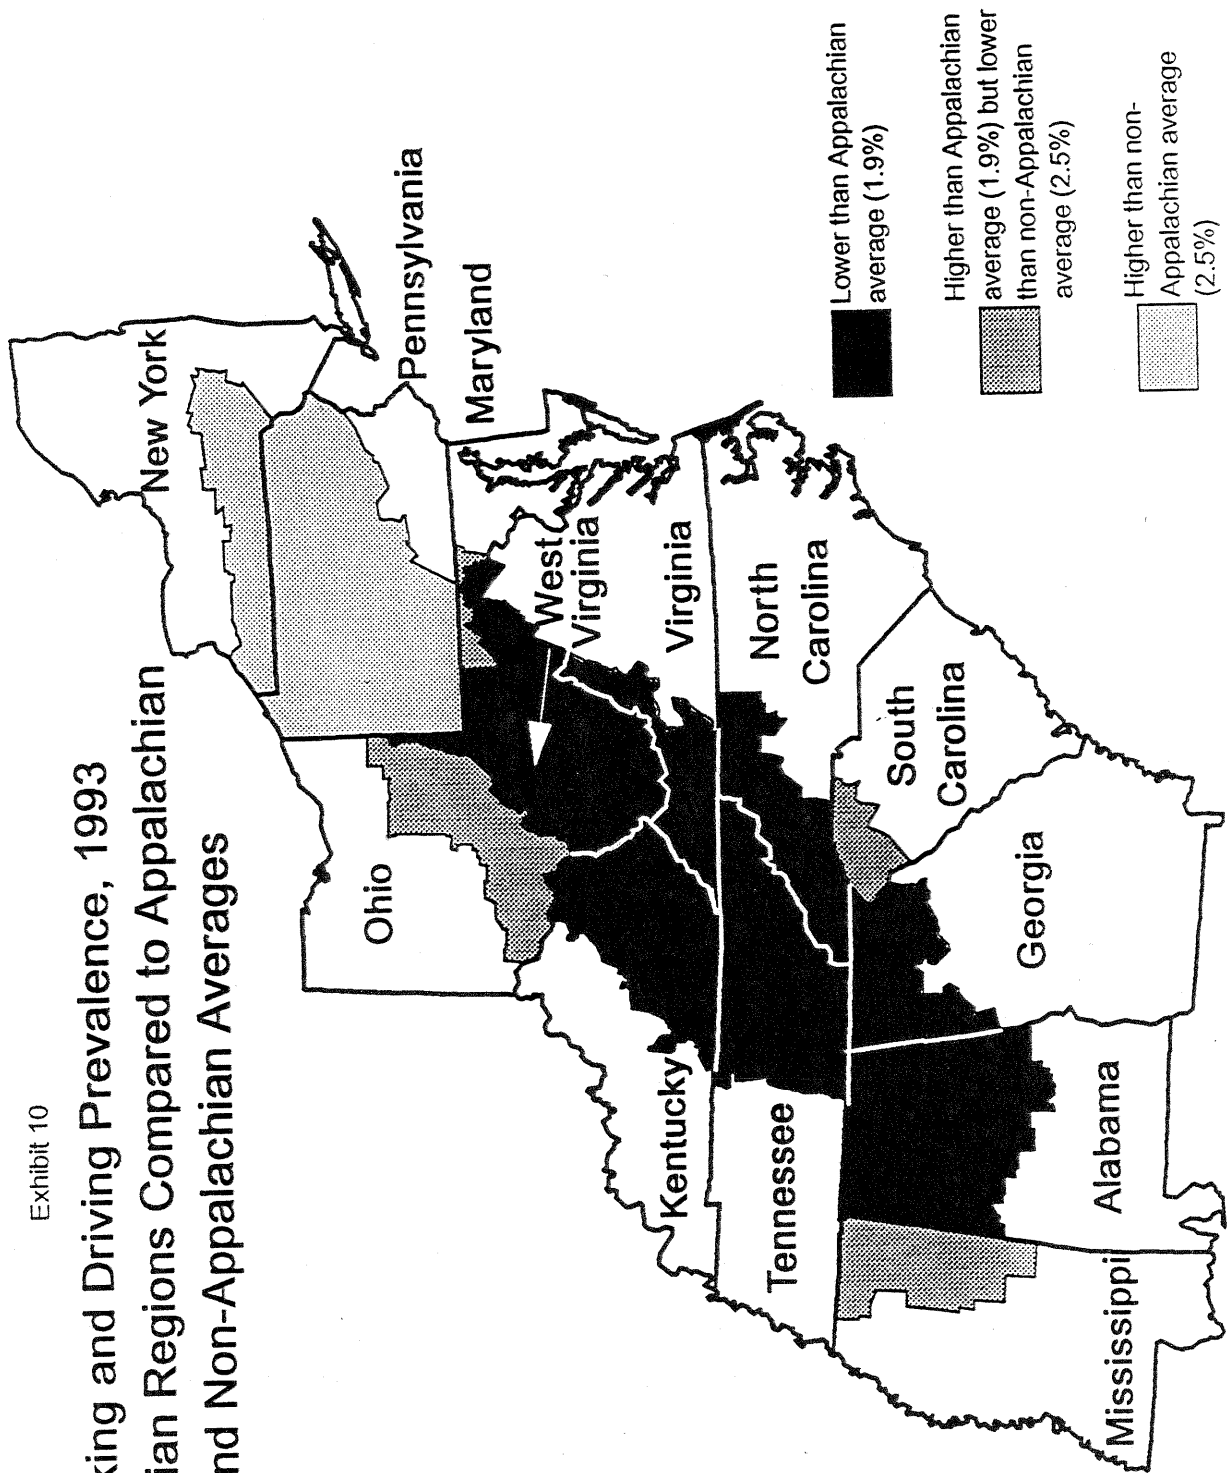 Exhibit 10
king and Driving Prevalence, 1993
ian Regions Compared to Appalachian
nd Non-Appalachian Averages
New York
Pennsylvania
Maryland
Ohio
West
Virginia
Virginia
Kentucky
North
Carolina
Tennessee
South
Carolina
Georgia
Alabama
Mississippi
Lower than Appalachian
average (1.9%)
Higher than Appalachian
average (1.9%) but lower
than non-Appalachian
average (2.5%)
Higher than non-
Appalachian average
(2.5%)